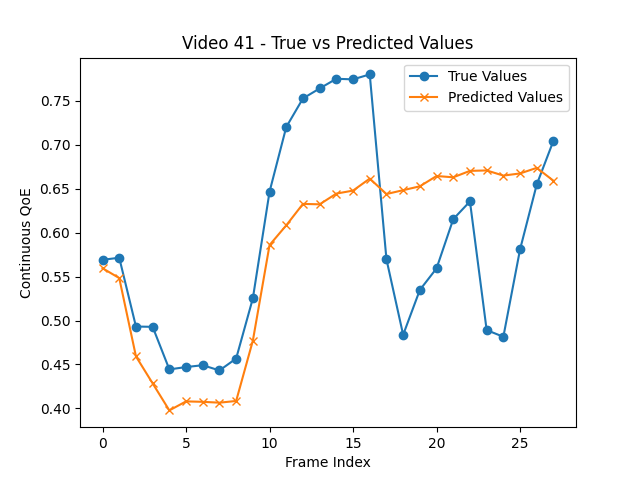 Video 41 - True vs Predicted Values
True Values
Predicted Values
Continuous QoE
0.75
0.70
0.65
0.60
0.55
0.50
0.45
0.40
0 5 10 15 20 25
Frame Index